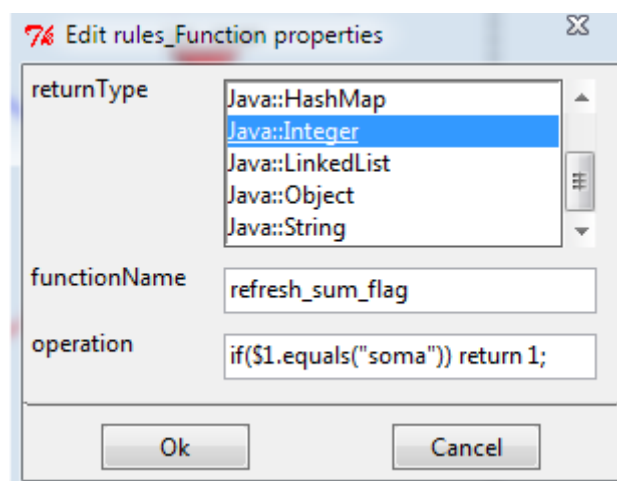 Edit rules_Function properties
returnType
Java::HashMap
Java::Integer
Java::LinkedList
Java::Object
Java::String
functionName
refresh_sum_flag
operation
if($1.equals("soma")) return 1;
Ok
Cancel